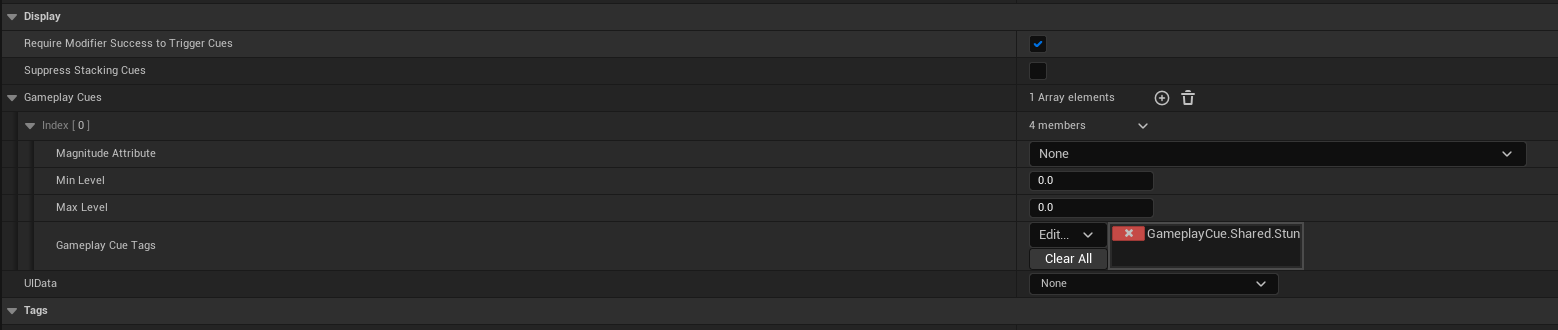 Display
Require Modifier Success to Trigger Cues
Suppress Stacking Cues
Gameplay Cues 1 Array elements
Index [ 0 ] 4 members
Magnitude Attribute None
Min Level 0.0
Max Level 0.0
Gameplay Cue Tags Edit... GameplayCue.Shared.Stun
Clear All
UIData None
Tags